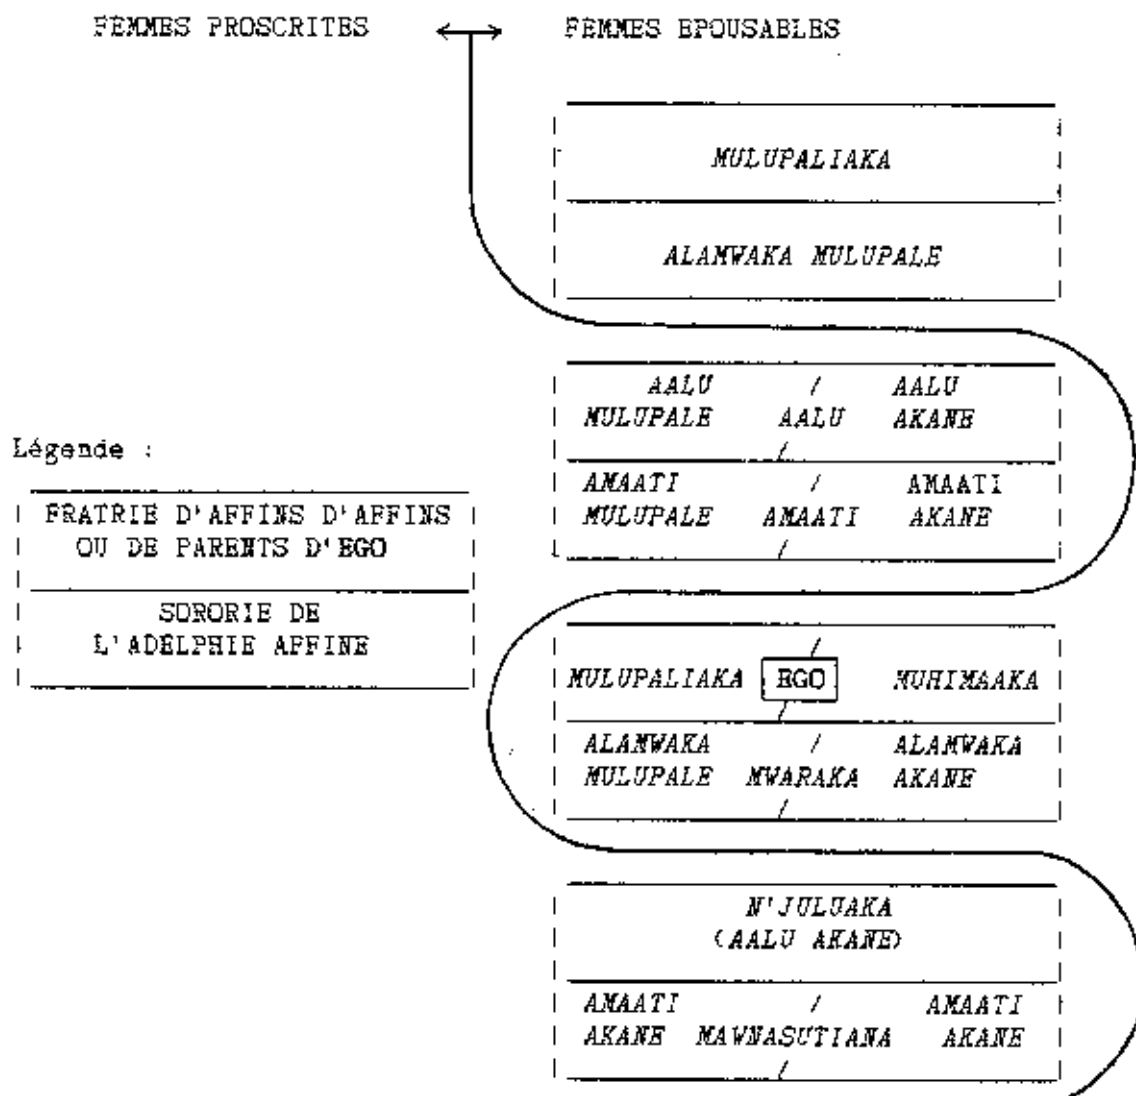 FEMMES PROSCRITES ↔ FEMMES EPOUSABLES
MULUPALIAKA
ALAMWAKA MULUPALE
AALU / AALU
MULUPALE AALU AKANE
/
AMAATI / AMAATI
MULUPALE AMAATI AKANE
/
Légende :
FRATRIE D'AFFINS D'AFFINS
OU DE PARENTS D'EGO
SORORIE DE
L'ADELPHIE AFFINE
/
MULUPALIAKA EGO MUHIMAAKA
/
ALAMWAKA / ALAMWAKA
MULUPALE MWARAKA AKANE
/
N'JULUAKA
(AALU AKANE)
AMAATI / AMAATI
AKANE MAWNASUTIANA AKANE
/